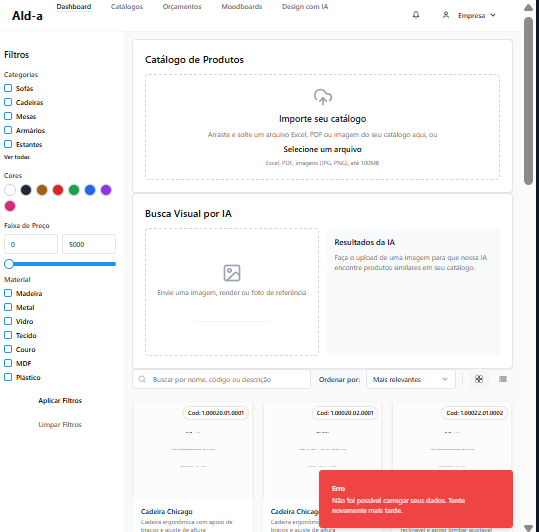 Ald-a
Dashboard
Catálogos
Orçamentos
Moodboards
Design com IA
Empresa
Filtros
Categorias
Sofás
Cadeiras
Mesas
Armários
Estantes
Ver todas
Cores
Faixa de Preço
0
5000
Material
Madeira
Metal
Vidro
Tecido
Couro
MDF
Plástico
Aplicar Filtros
Limpar Filtros
Catálogo de Produtos
Importe seu catálogo
Arraste e solte um arquivo Excel, PDF ou imagem do seu catálogo aqui, ou
Selecione um arquivo
Excel, PDF, imagens (JPG, PNG), até 100MB
Busca Visual por IA
Envie uma imagem, render ou foto de referência
Resultados da IA
Faça o upload de uma imagem para que nossa IA
encontre produtos similares em seu catálogo.
Buscar por nome, código ou descrição
Ordenar por:
Mais relevantes
Cod: 1.00020.01.0001
Cod: 1.00020.02.0001
Cod: 1.00022.01.0002
Cadeira Chicago
Cadeira ergonômica com apoio de
braços e ajuste de altura
Cadeira Chicago
Cadeira ergonômica
braços e ajuste de altura
reclinável e apoio lombar ajustável
Erro
Não foi possível carregar seus dados. Tente
novamente mais tarde.